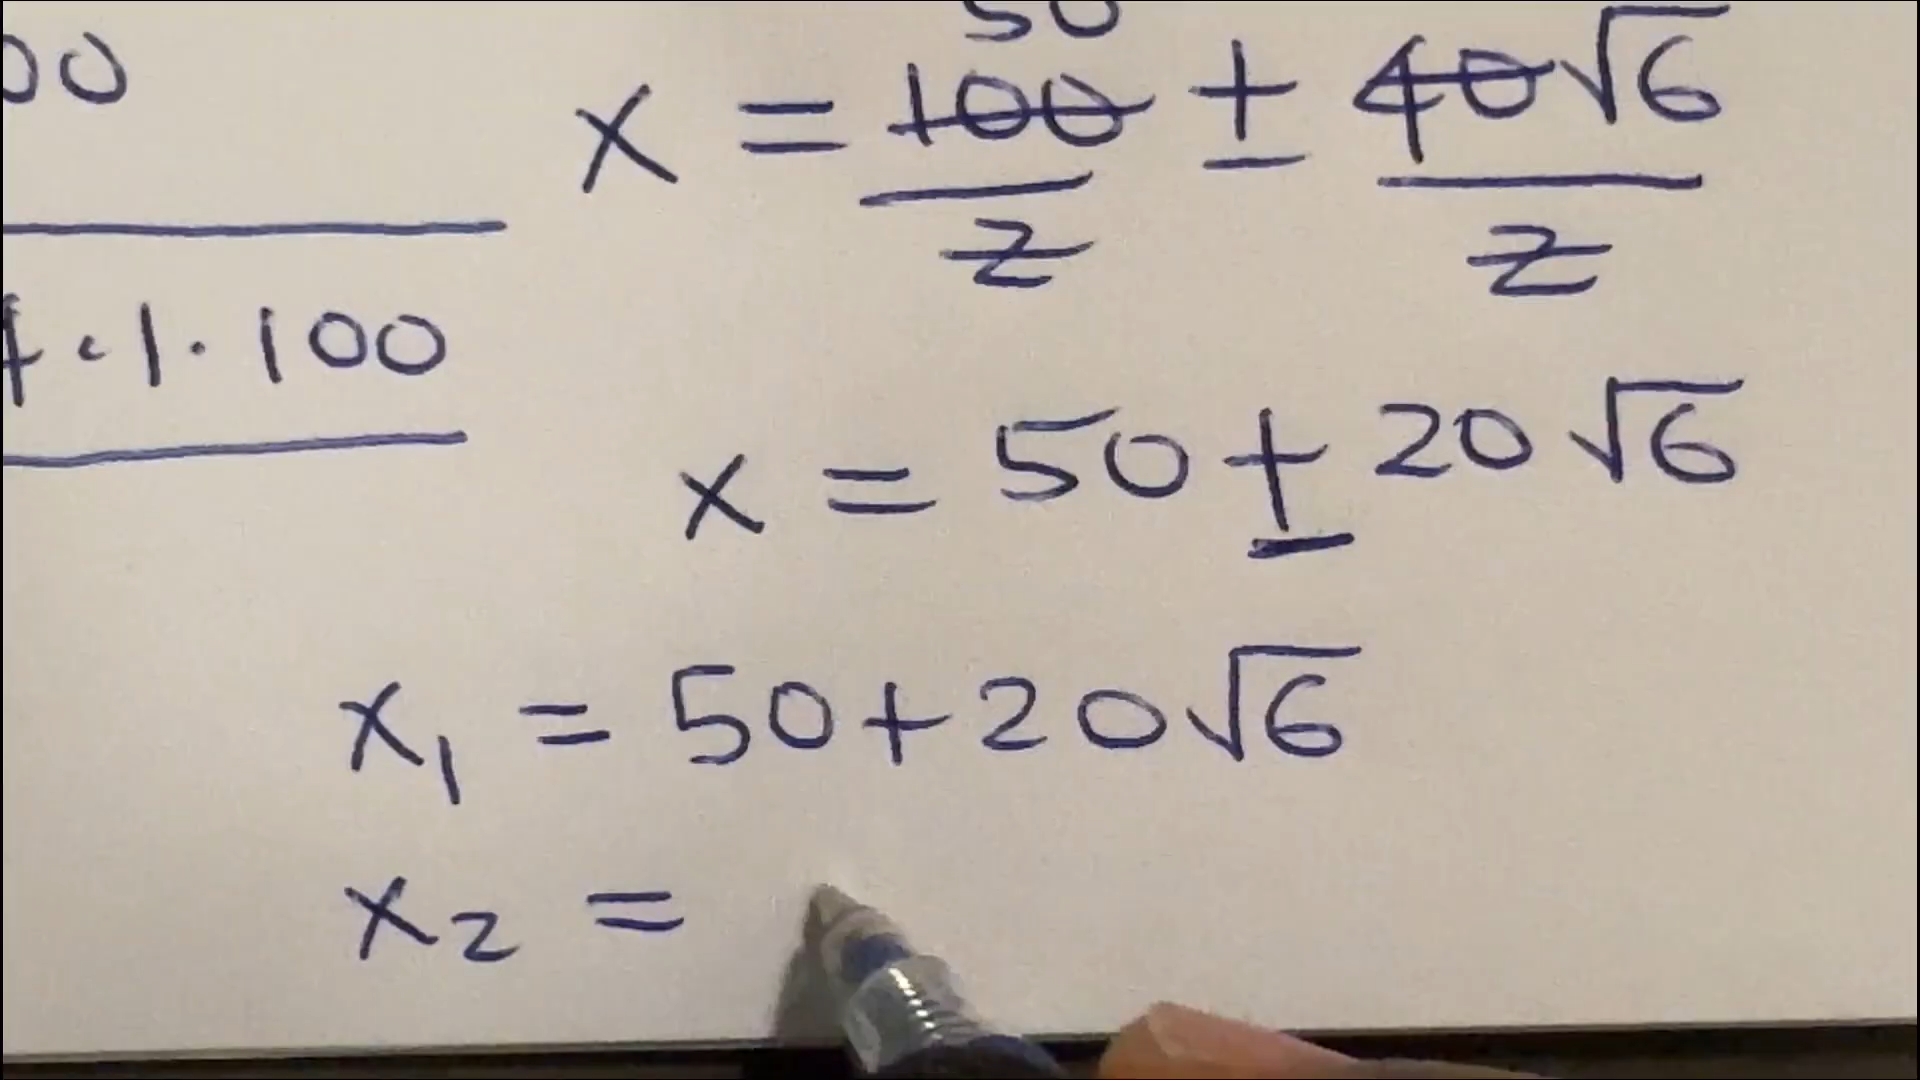 00
50
x = 100/2 ± 40√6/2
4·1·100
x = 50 ± 20√6
x₁ = 50+20√6
x₂ =